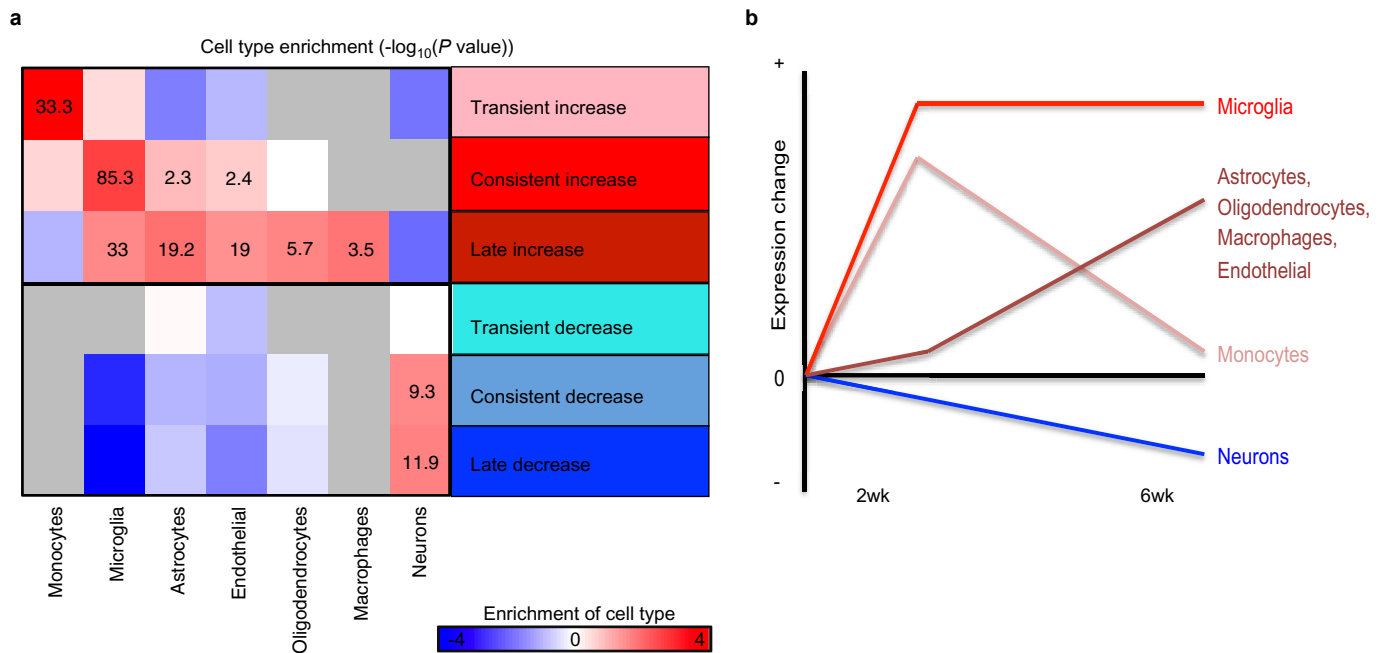 a
Cell type enrichment (-log10(P value))
33.3
Transient increase
85.3 2.3 2.4
Consistent increase
33 19.2 19 5.7 3.5
Late increase
Transient decrease
9.3
Consistent decrease
11.9
Late decrease
Monocytes
Microglia
Astrocytes
Endothelial
Oligodendrocytes
Macrophages
Neurons
Enrichment of cell type
-4 0 4
b
+
Expression change
0
-
2wk 6wk
Microglia
Astrocytes,
Oligodendrocytes,
Macrophages,
Endothelial
Monocytes
Neurons